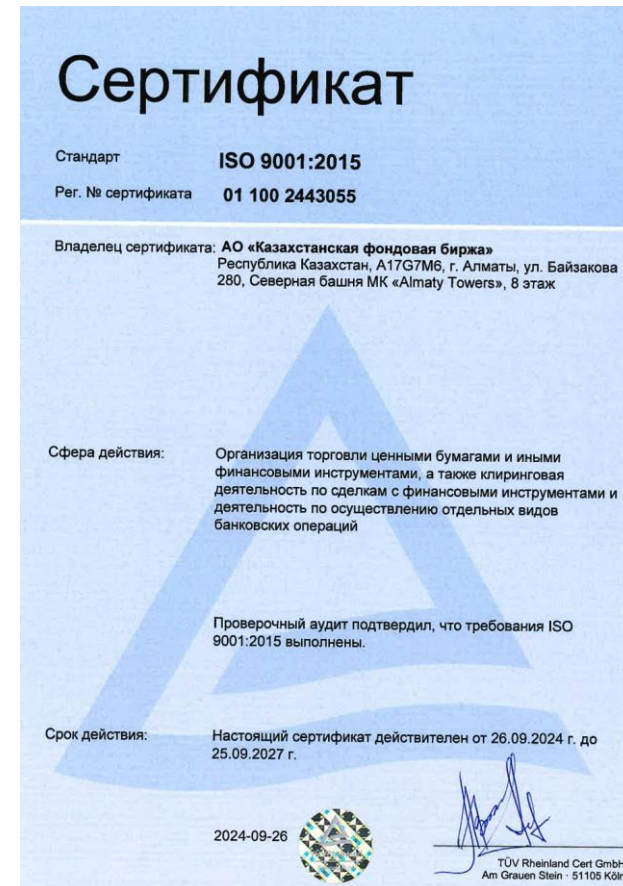 Сертификат
Стандарт ISO 9001:2015
Рег. № сертификата 01 100 2443055
Владелец сертификата: АО «Казахстанская фондовая биржа»
Республика Казахстан, A17G7M6, г. Алматы, ул. Байзакова
280, Северная башня МК «Almaty Towers», 8 этаж
Сфера действия: Организация торговли ценными бумагами и иными
финансовыми инструментами, а также клиринговая
деятельность по сделкам с финансовыми инструментами и
деятельность по осуществлению отдельных видов
банковских операций
Проверочный аудит подтвердил, что требования ISO
9001:2015 выполнены.
Срок действия: Настоящий сертификат действителен от 26.09.2024 г. до
25.09.2027 г.
2024-09-26
TÜV Rheinland Cert GmbH
Am Grauen Stein · 51105 Köln